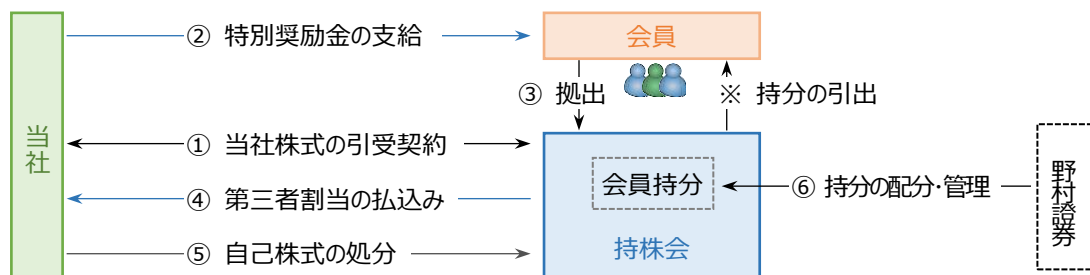 ② 特別奨励金の支給
会員
③ 拠出
※ 持分の引出
当社
① 当社株式の引受契約
会員持分
⑥ 持分の配分・管理
野村證券
④ 第三者割当の払込み
⑤ 自己株式の処分
持株会